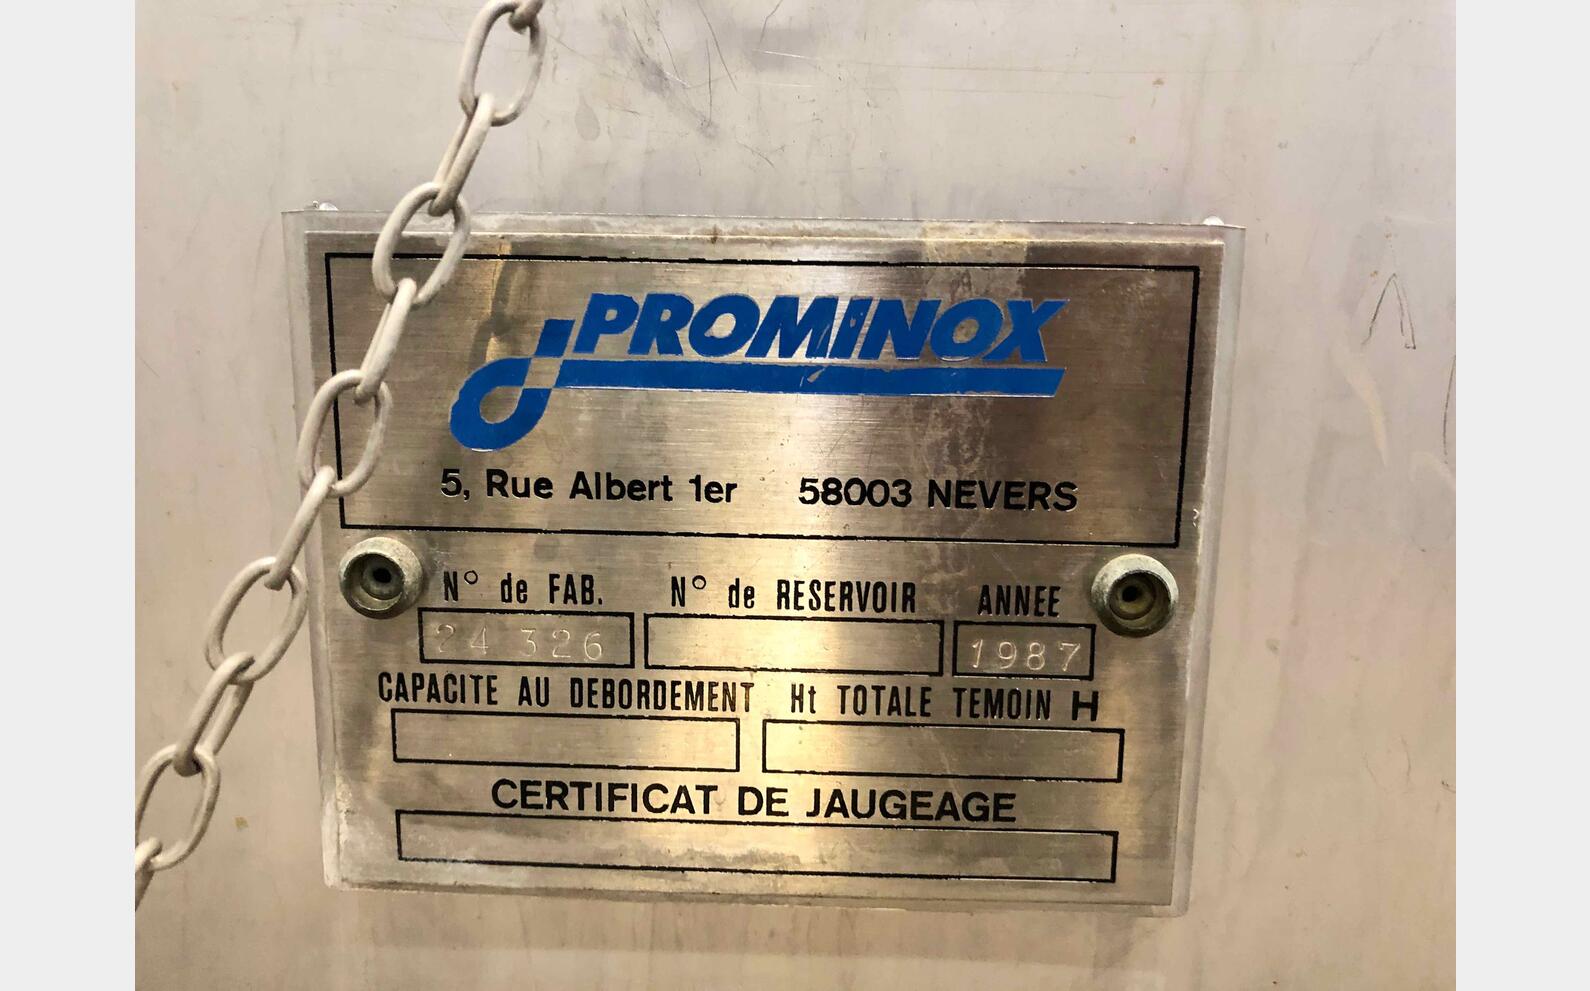 PROMINOX
5, Rue Albert 1er 58003 NEVERS
N° de FAB. N° de RESERVOIR ANNEE
24 326 1987
CAPACITE AU DEBORDEMENT Ht TOTALE TEMOIN H
CERTIFICAT DE JAUGEAGE